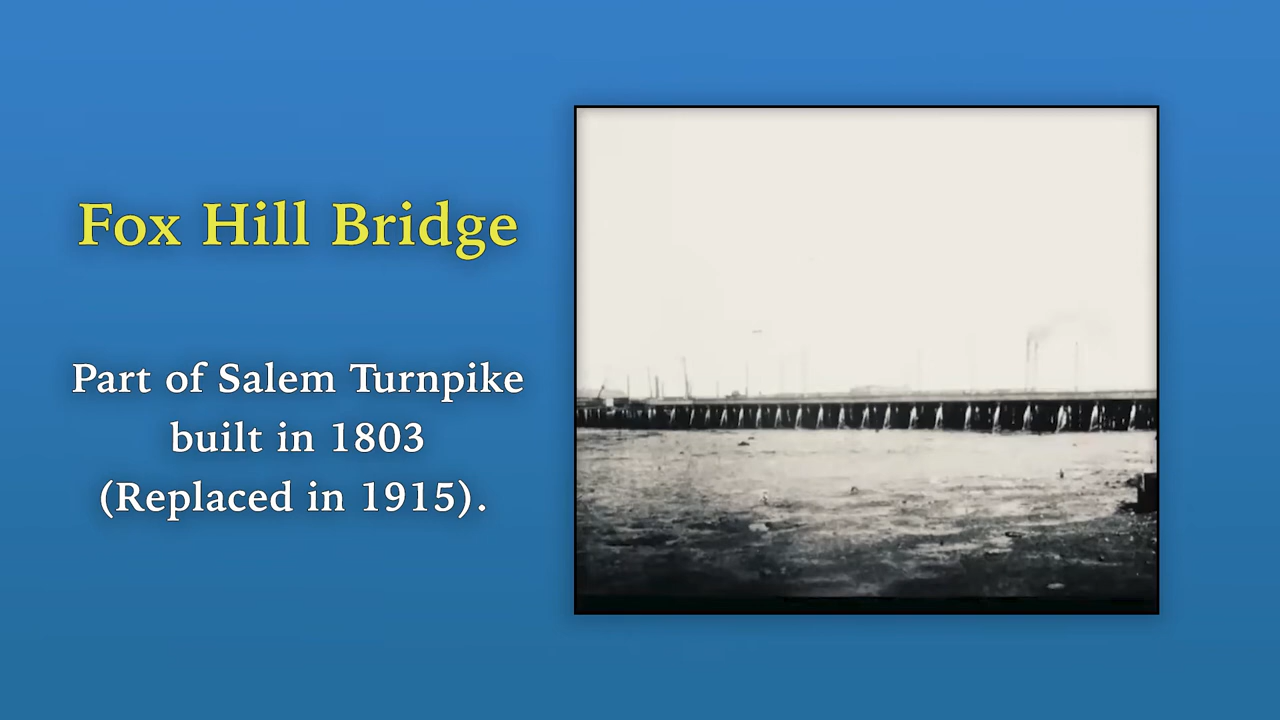 Fox Hill Bridge
Part of Salem Turnpike
built in 1803
(Replaced in 1915).